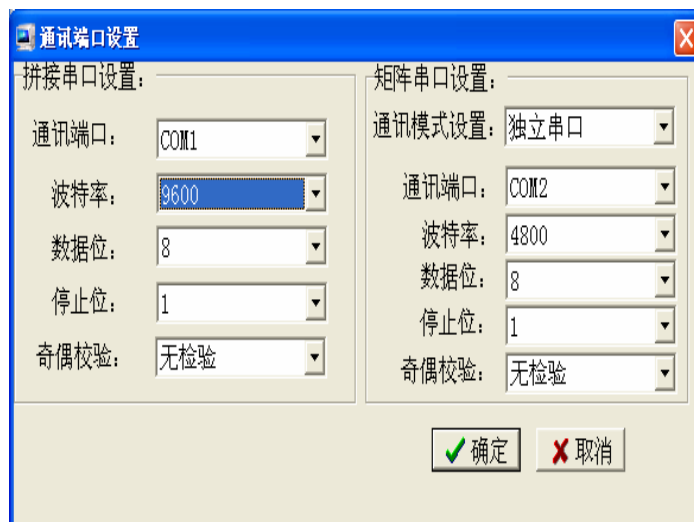 通讯端口设置
拼接串口设置:
通讯端口: COM1
波特率: 9600
数据位: 8
停止位: 1
奇偶校验: 无检验
矩阵串口设置:
通讯模式设置: 独立串口
通讯端口: COM2
波特率: 4800
数据位: 8
停止位: 1
奇偶校验: 无检验
确定 取消